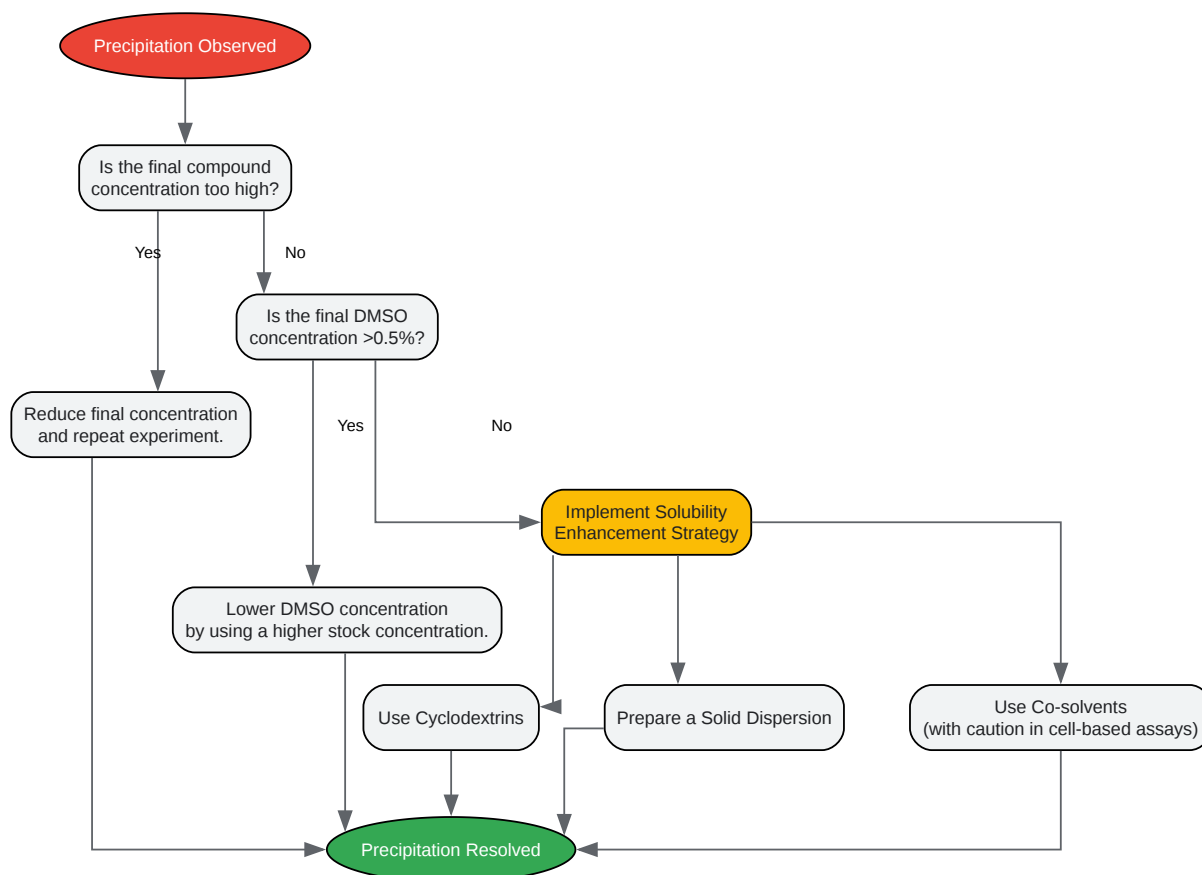 Precipitation Observed
Is the final compound
concentration too high?
Yes
No
Is the final DMSO
concentration >0.5%?
Reduce final concentration
and repeat experiment.
Yes
No
Implement Solubility
Enhancement Strategy
Lower DMSO concentration
by using a higher stock concentration.
Use Cyclodextrins
Prepare a Solid Dispersion
Use Co-solvents
(with caution in cell-based assays)
Precipitation Resolved